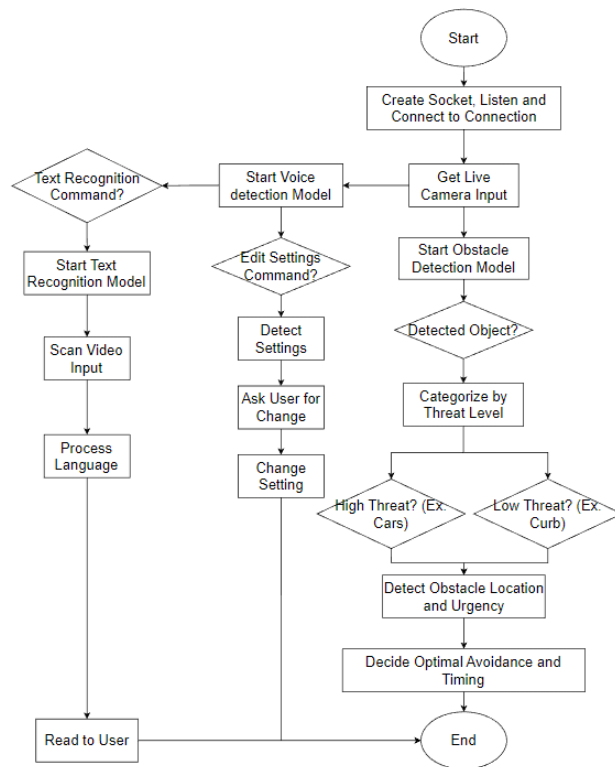 Start
Create Socket, Listen and
Connect to Connection
Text Recognition
Command?
Start Voice
detection Model
Get Live
Camera Input
Start Text
Recognition Model
Edit Settings
Command?
Start Obstacle
Detection Model
Scan Video
Input
Detect
Settings
Detected Object?
Ask User for
Change
Categorize by
Threat Level
Process
Language
Change
Setting
High Threat? (Ex.
Cars)
Low Threat? (Ex.
Curb)
Detect Obstacle Location
and Urgency
Decide Optimal Avoidance and
Timing
Read to User
End